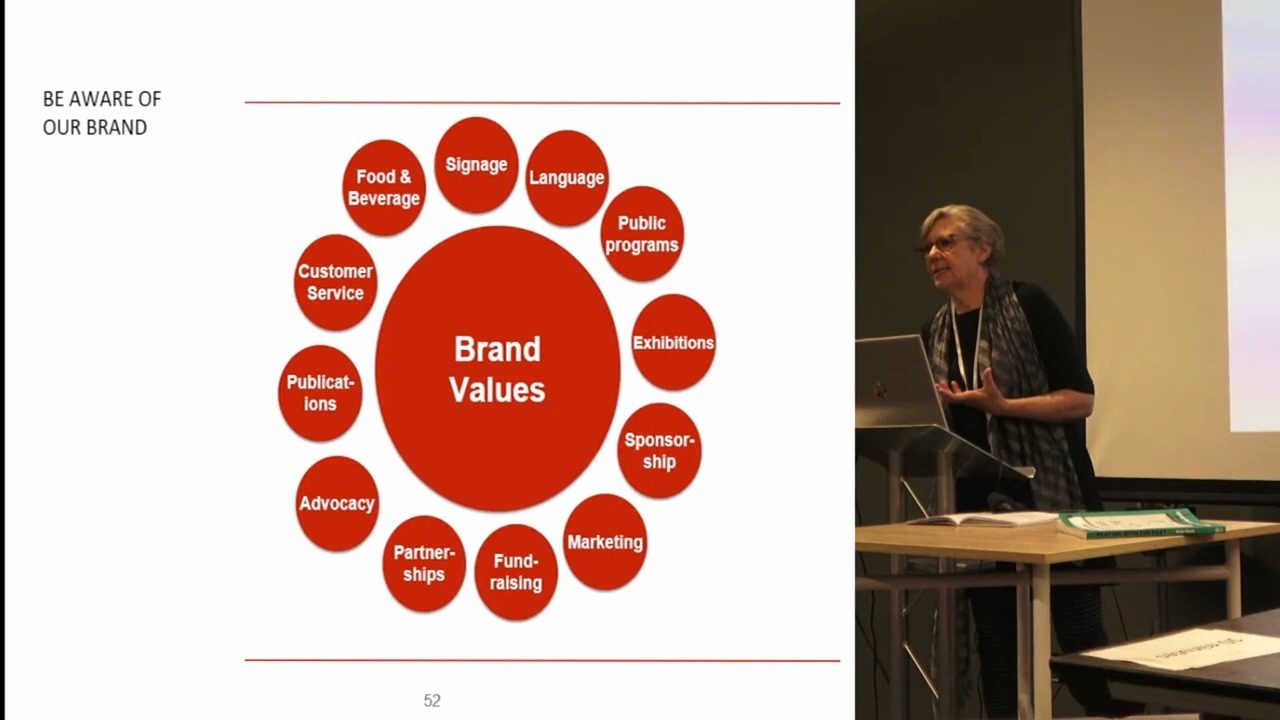 BE AWARE OF
OUR BRAND
Signage
Language
Public
programs
Exhibitions
Sponsor-
ship
Marketing
Fund-
raising
Partner-
ships
Advocacy
Publicat-
ions
Customer
Service
Food &
Beverage
Brand
Values
52